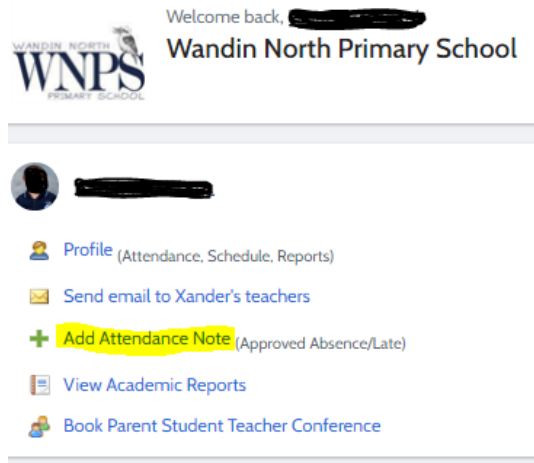 Welcome back,
WANDIN NORTH
WNPS
PRIMARY SCHOOL
Wandin North Primary School
Profile (Attendance, Schedule, Reports)
Send email to Xander's teachers
Add Attendance Note (Approved Absence/Late)
View Academic Reports
Book Parent Student Teacher Conference